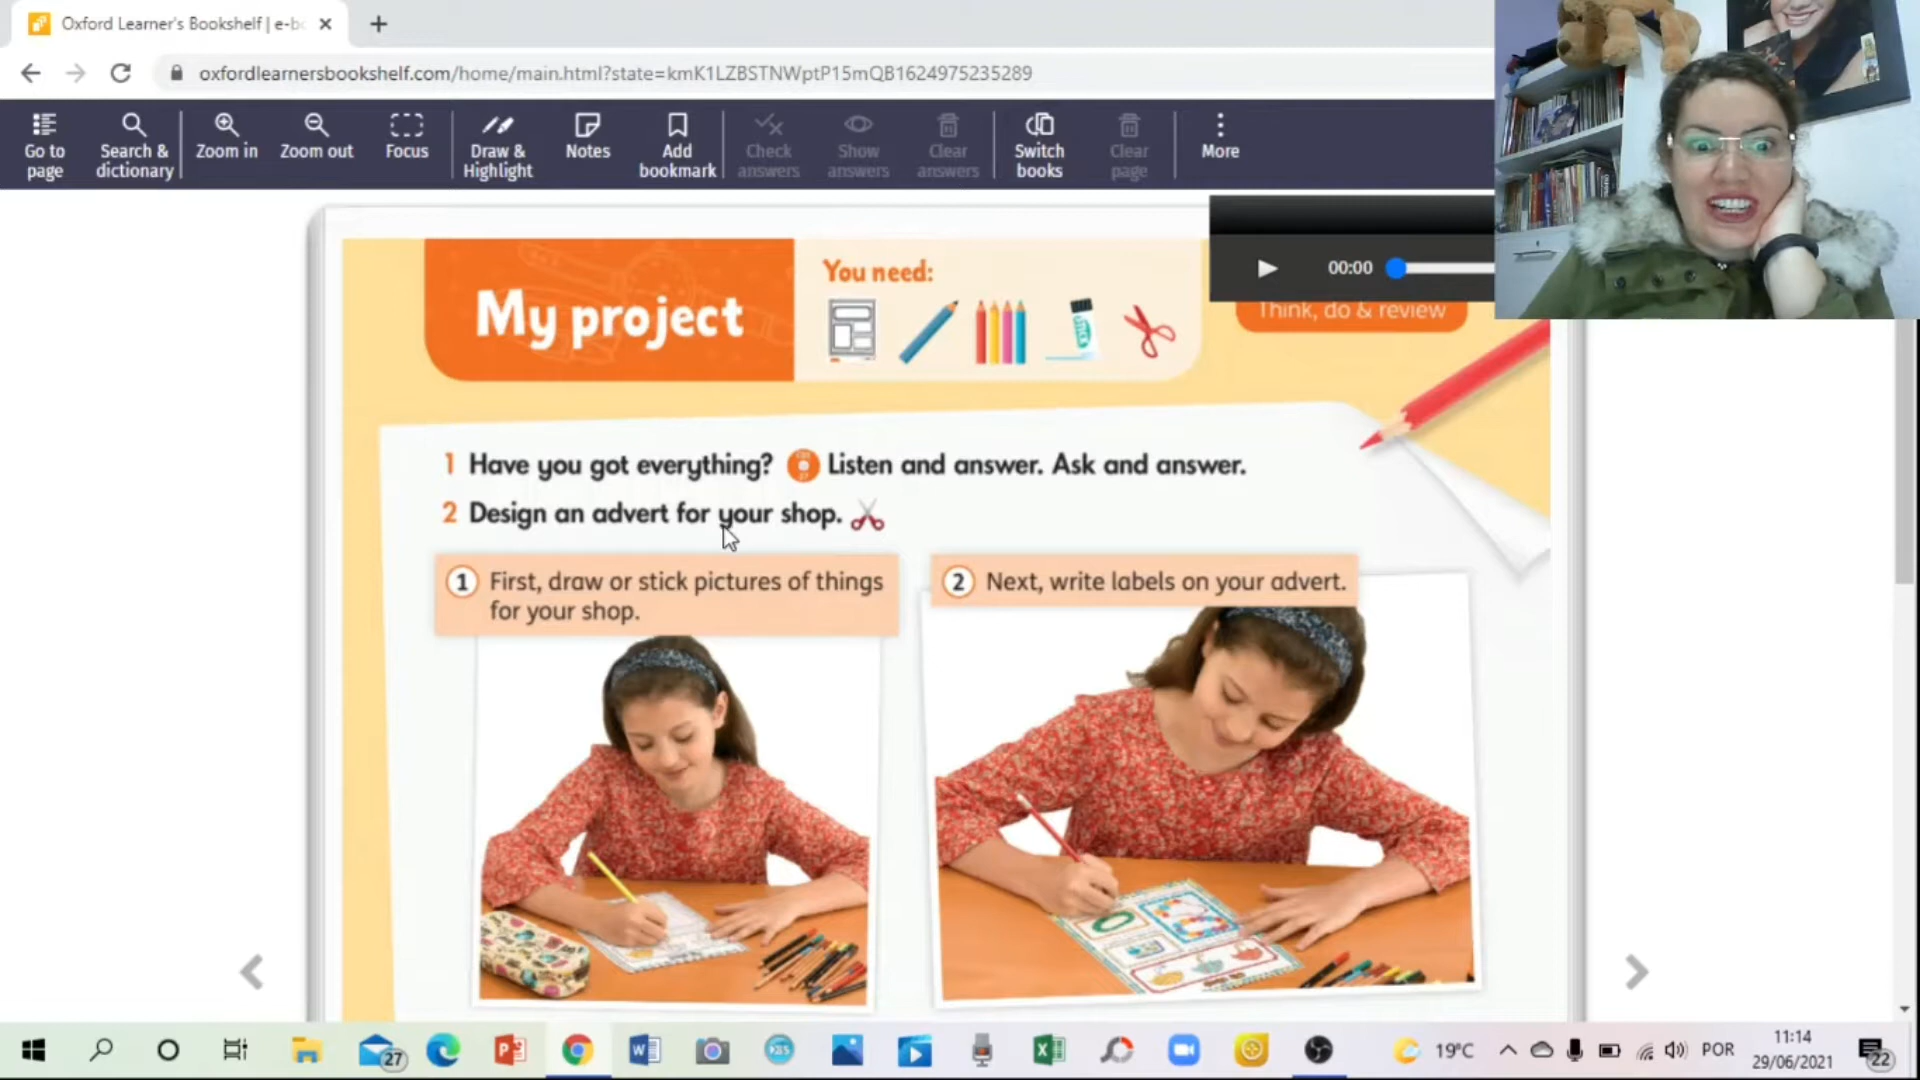 Oxford Learner's Bookshelf | e-bo
oxfordlearnersbookshelf.com/home/main.html?state=kmK1LZBSTNWptP15mQB1624975235289
Go to page
Search & dictionary
Zoom in
Zoom out
Focus
Draw & Highlight
Notes
Add bookmark
Check answers
Show answers
Clear answers
Switch books
Clear page
More
00:00
My project
You need:
Think, do & review
1 Have you got everything? Listen and answer. Ask and answer.
2 Design an advert for your shop.
1 First, draw or stick pictures of things
for your shop.
2 Next, write labels on your advert.
27
19°C
POR
11:14
29/06/2021
22